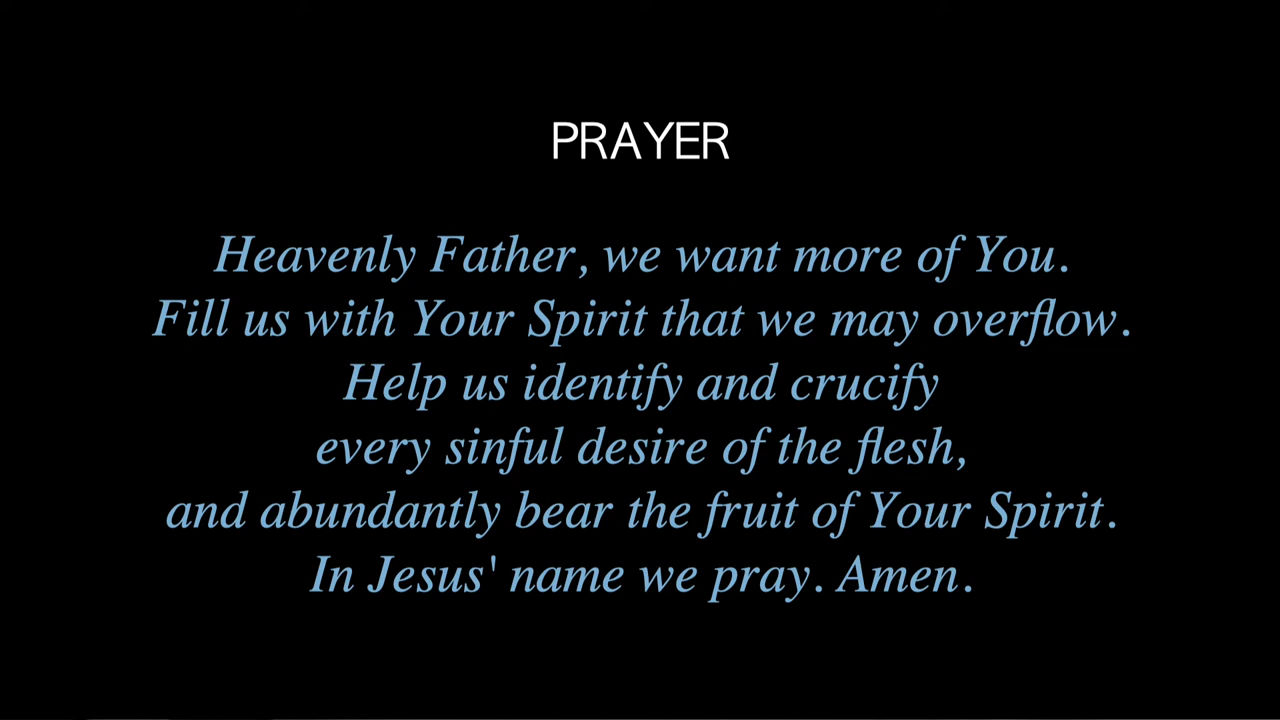 PRAYER
Heavenly Father, we want more of You.
Fill us with Your Spirit that we may overflow.
Help us identify and crucify
every sinful desire of the flesh,
and abundantly bear the fruit of Your Spirit.
In Jesus' name we pray. Amen.